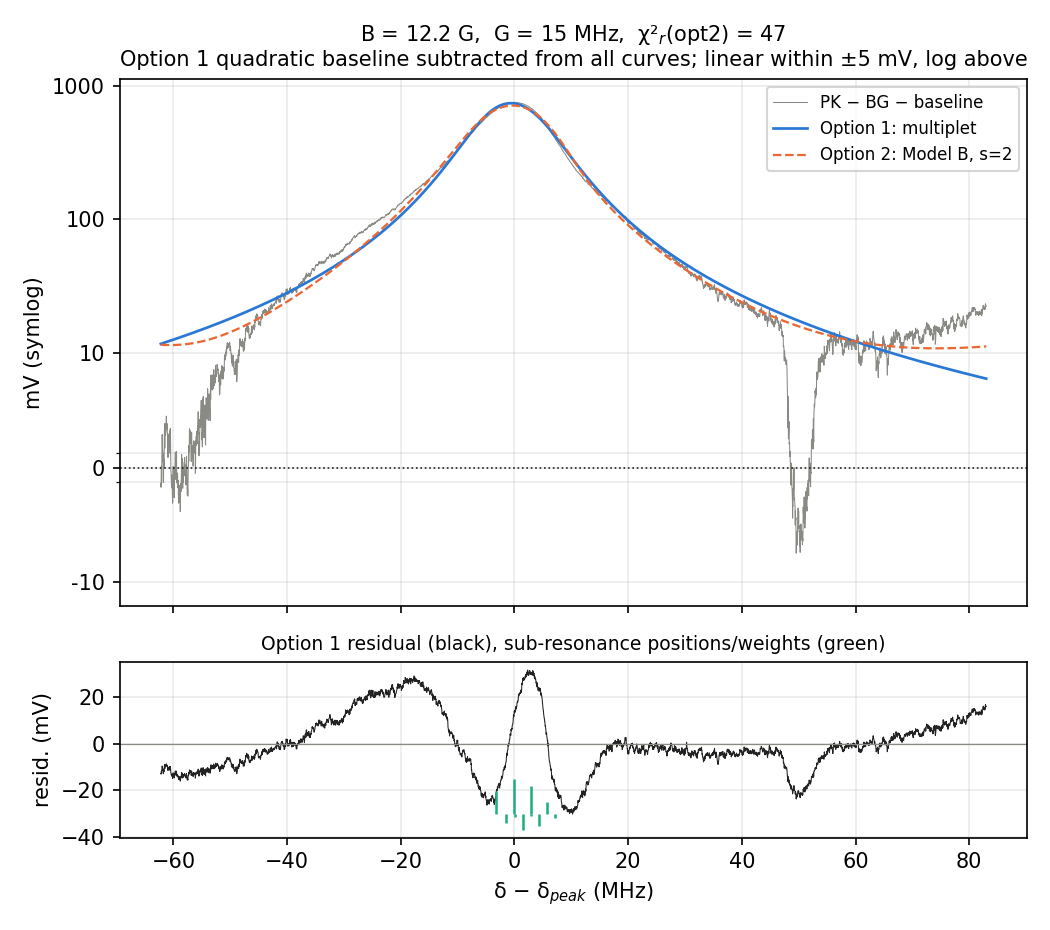 B = 12.2 G,  G = 15 MHz,  χ²ᵣ(opt2) = 47
Option 1 quadratic baseline subtracted from all curves; linear within ±5 mV, log above
1000
100
10
0
-10
mV (symlog)
PK − BG − baseline
Option 1: multiplet
Option 2: Model B, s=2
Option 1 residual (black), sub-resonance positions/weights (green)
20
0
−20
−40
resid. (mV)
−60 −40 −20 0 20 40 60 80
δ − δpeak (MHz)